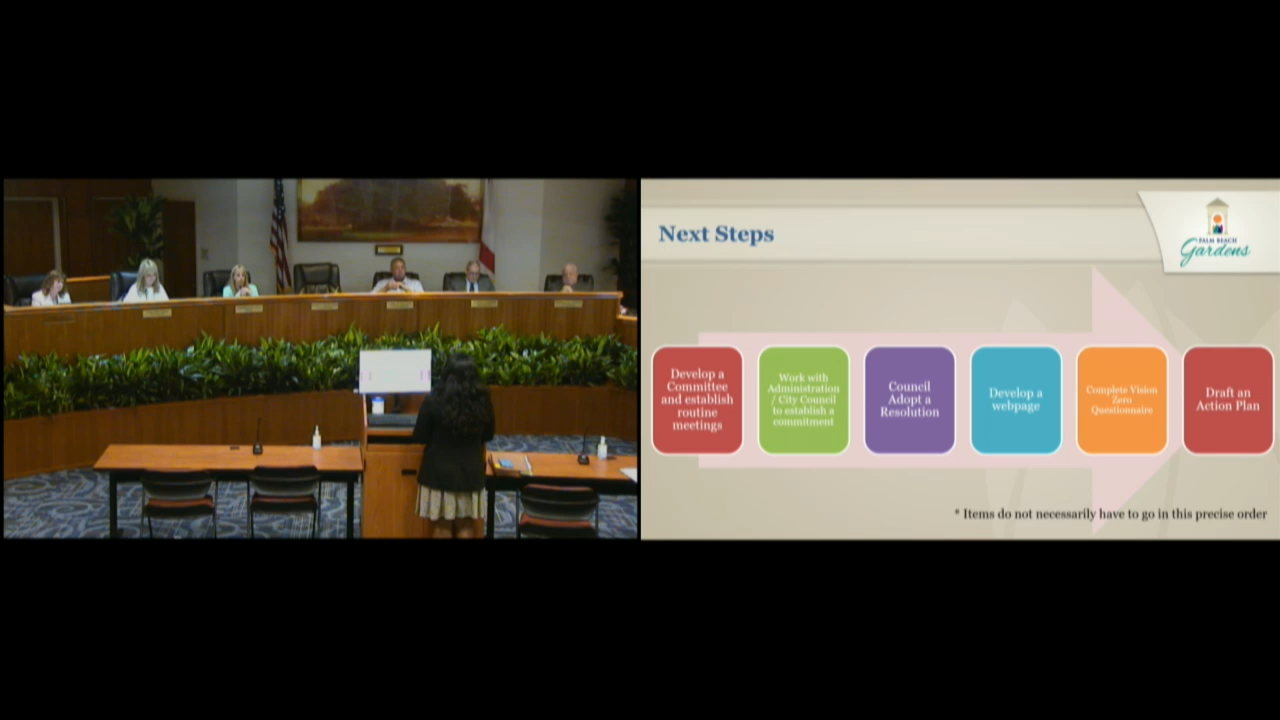 Next Steps
PALM BEACH
Gardens
Develop a
Committee
and establish
routine
meetings
Work with
Administration
/ City Council
to establish a
commitment
Council
Adopt a
Resolution
Develop a
webpage
Complete Vision
Zero
Questionnaire
Draft an
Action Plan
* Items do not necessarily have to go in this precise order